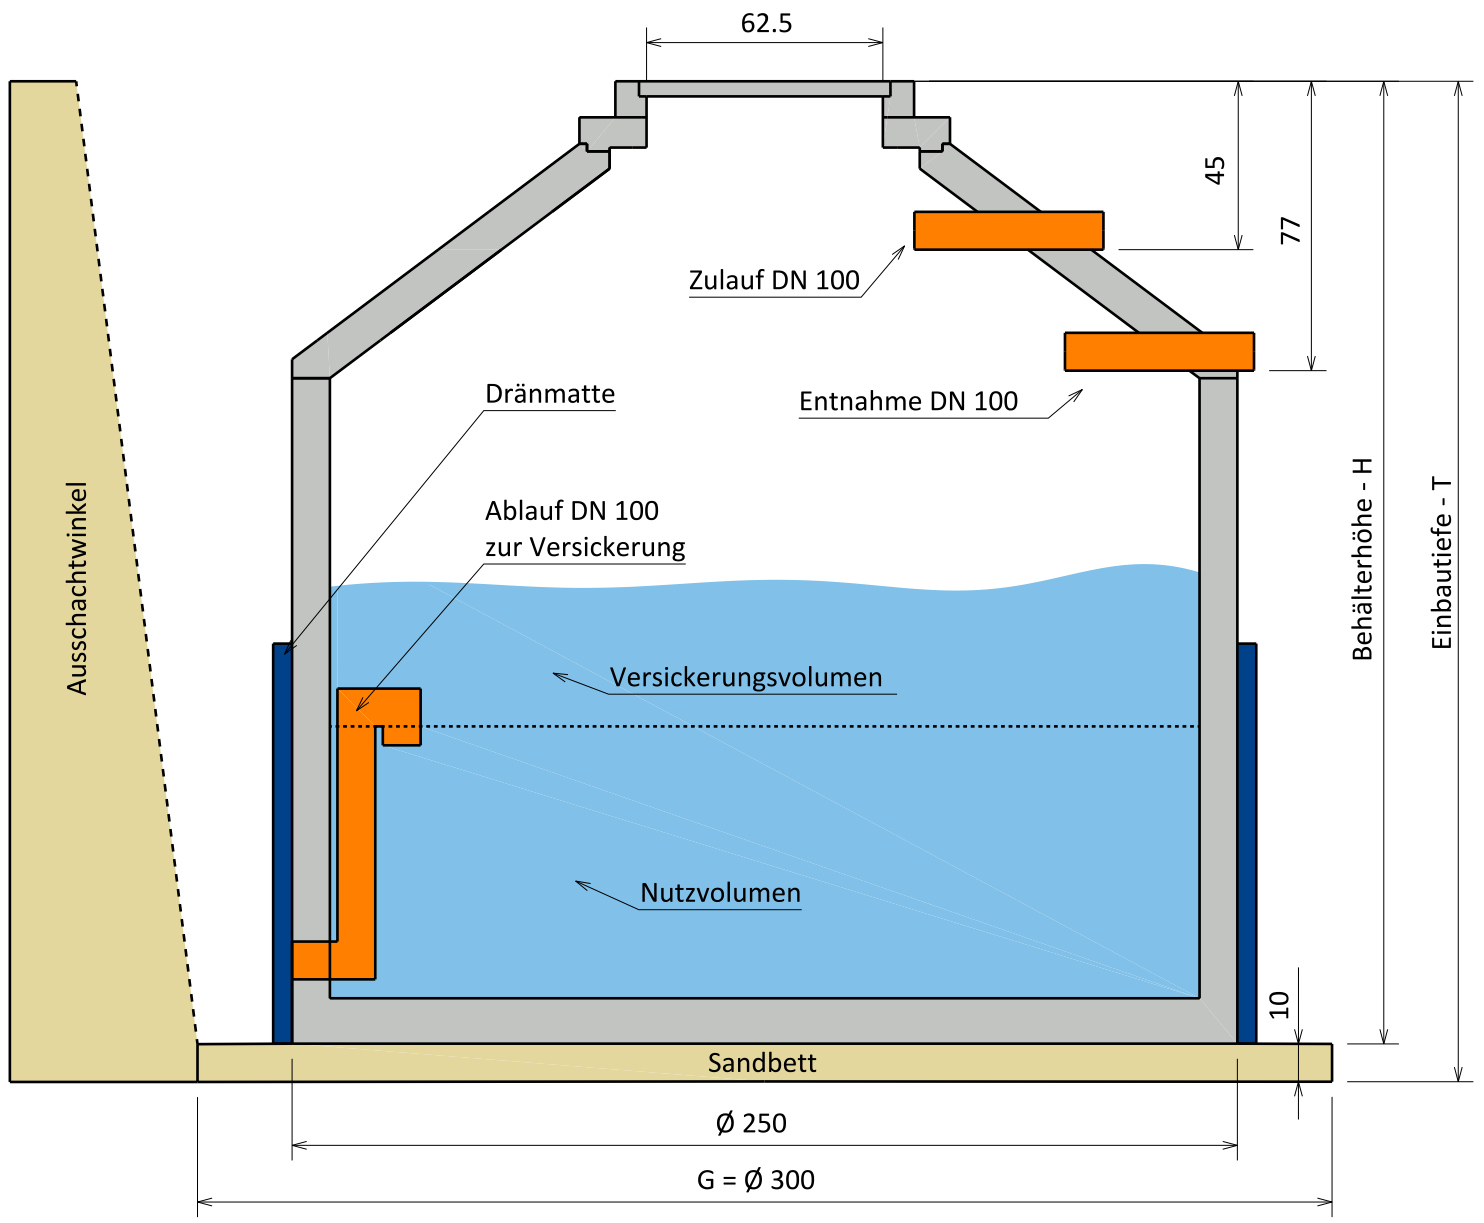 62.5
45
77
Zulauf DN 100
Entnahme DN 100
Dränmatte
Ablauf DN 100
zur Versickerung
Ausschachtwinkel
Behälterhöhe - H
Einbautiefe - T
Versickerungsvolumen
Nutzvolumen
10
Sandbett
Ø 250
G = Ø 300